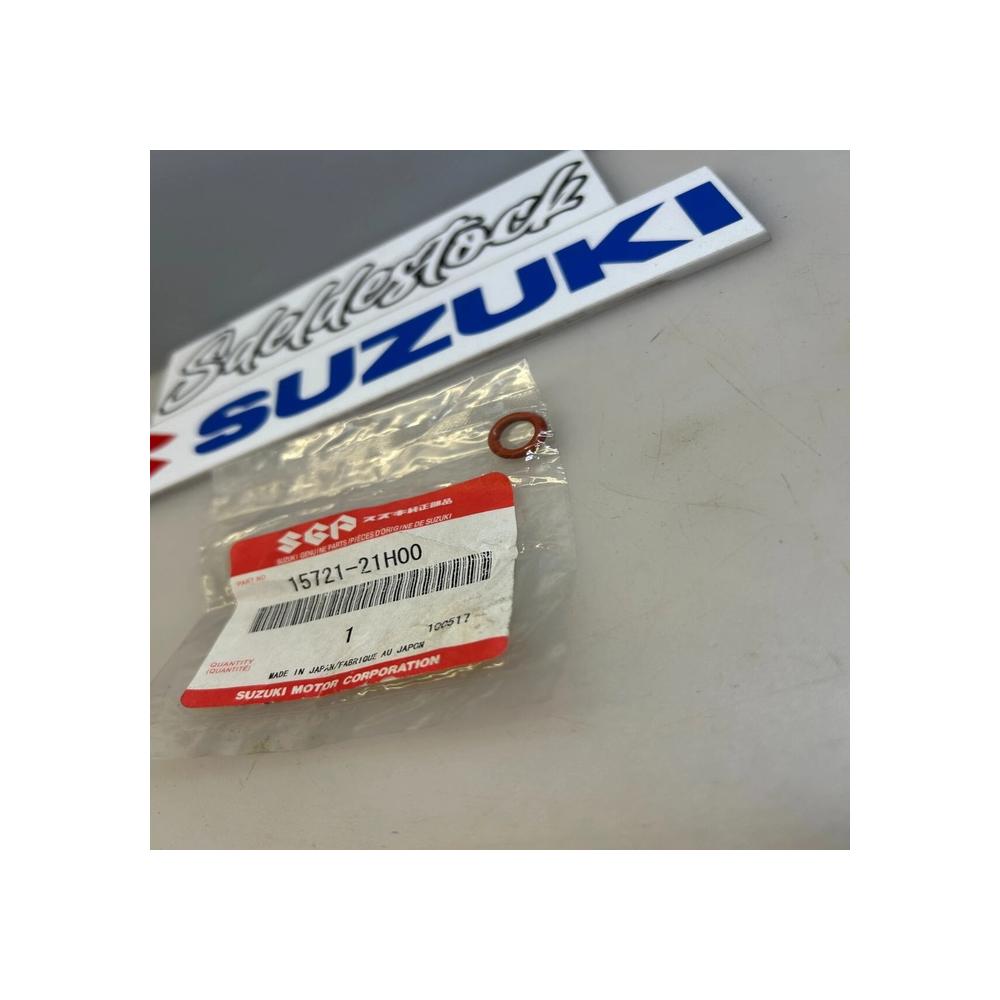 Sdeldestock
SUZUKI
SGP スズキ純正部品
SUZUKI GENUINE PARTS/PIÈCES D'ORIGINE DE SUZUKI
PART NO.
15721-21H00
1
100517
QUANTITY
(QUANTITÉ)
MADE IN JAPAN/FABRIQUE AU JAPON
SUZUKI MOTOR CORPORATION